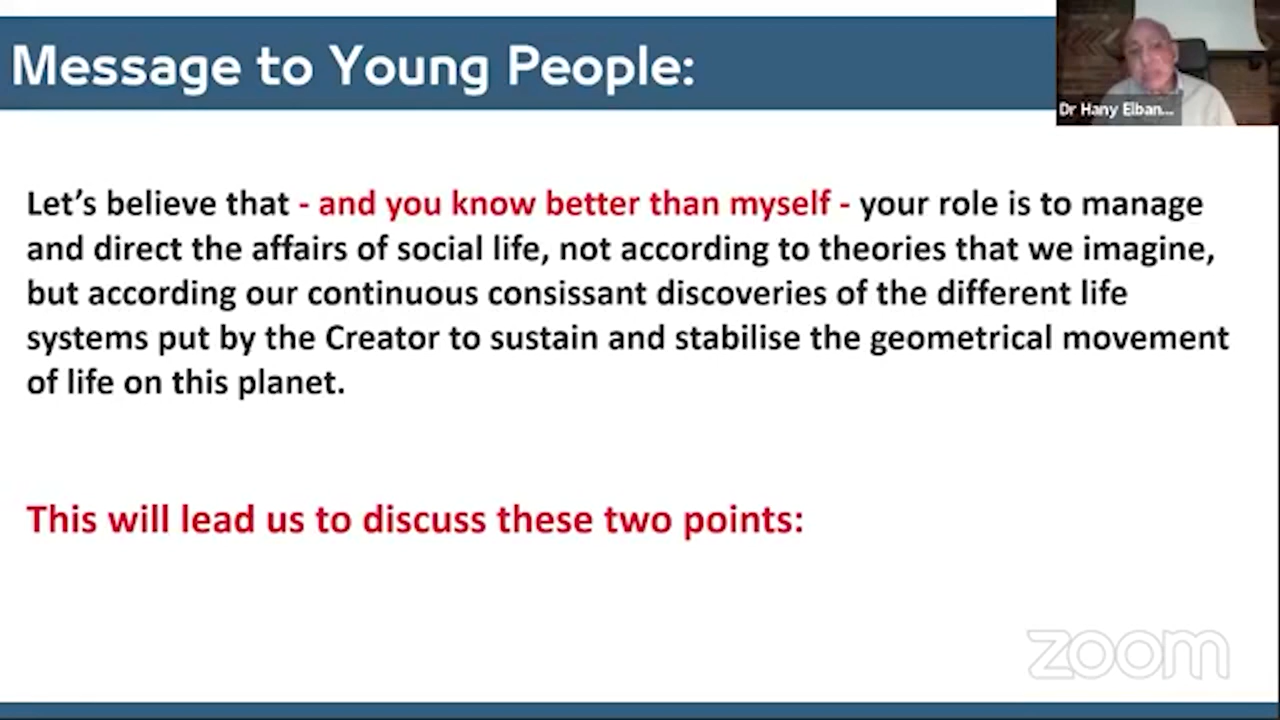 Message to Young People:
Dr Hany Elban...
Let's believe that - and you know better than myself - your role is to manage
and direct the affairs of social life, not according to theories that we imagine,
but according our continuous consissant discoveries of the different life
systems put by the Creator to sustain and stabilise the geometrical movement
of life on this planet.
This will lead us to discuss these two points:
zoom